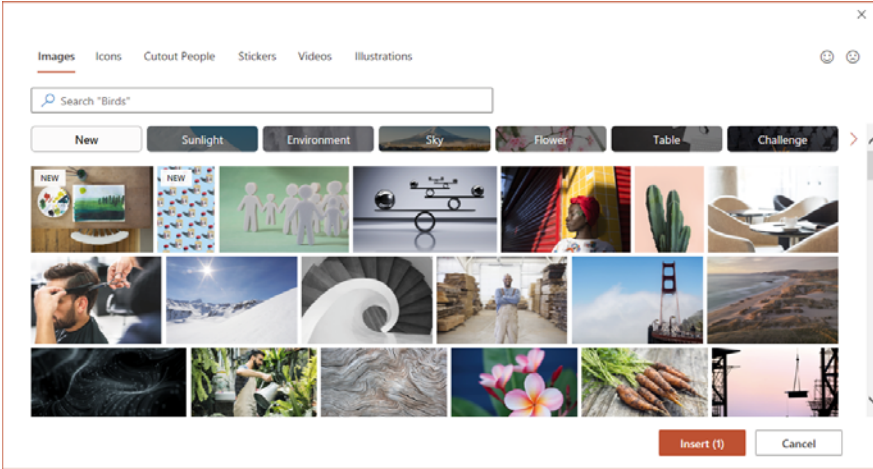 Images Icons Cutout People Stickers Videos Illustrations
Search "Birds"
New Sunlight Environment Sky Flower Table Challenge
NEW NEW
Insert (1) Cancel